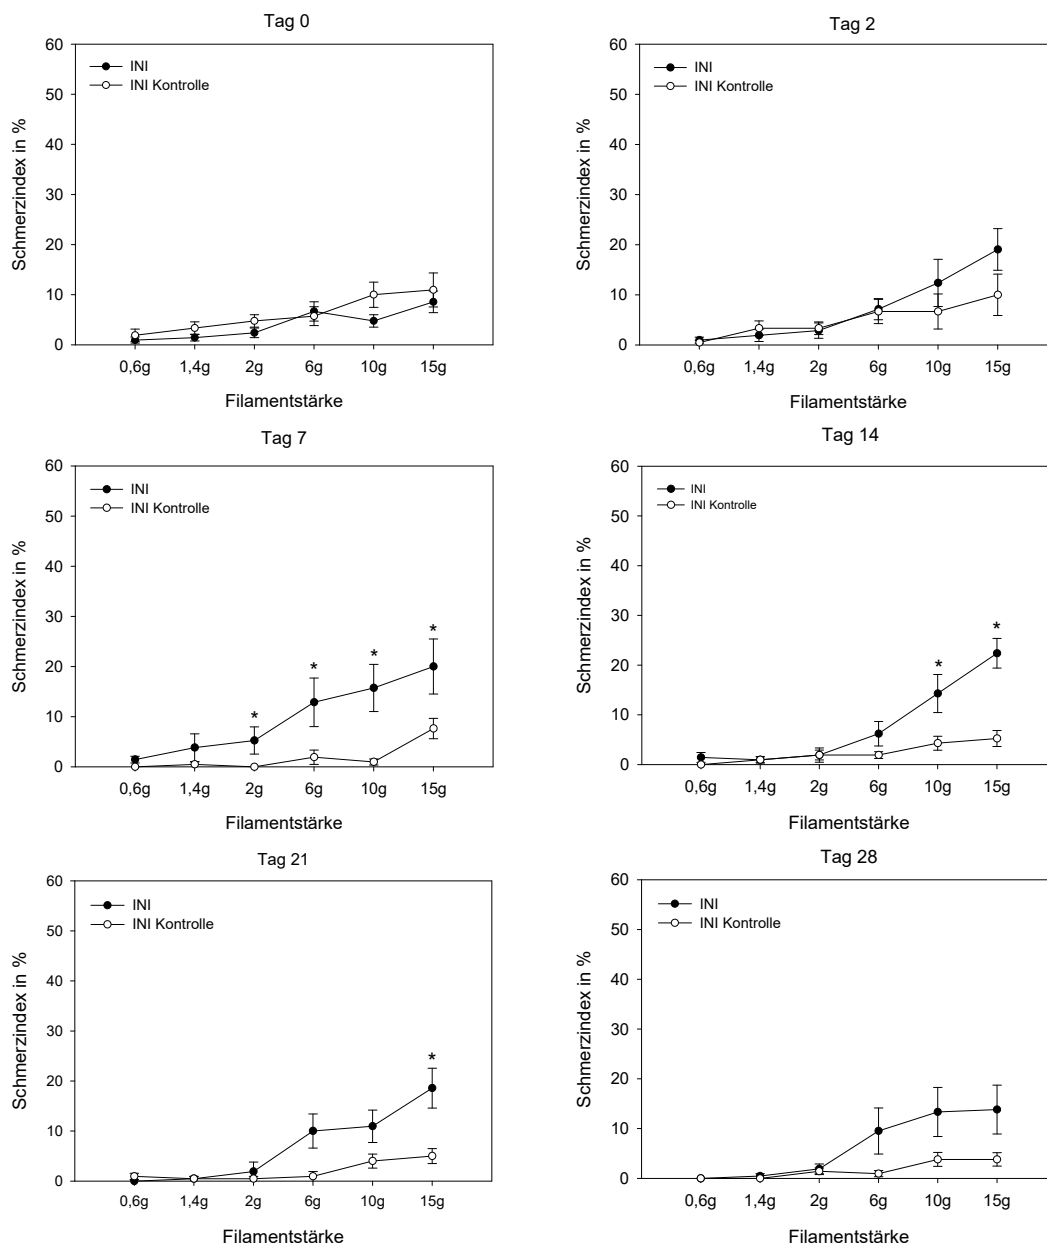 Tag 0
60
50
40
30
20
10
0
Schmerzindex in %
INI
INI Kontrolle
0,6g 1,4g 2g 6g 10g 15g
Filamentstärke
Tag 2
60
50
40
30
20
10
0
Schmerzindex in %
INI
INI Kontrolle
0,6g 1,4g 2g 6g 10g 15g
Filamentstärke
Tag 7
60
50
40
30
20
10
0
Schmerzindex in %
INI
INI Kontrolle
* * * *
0,6g 1,4g 2g 6g 10g 15g
Filamentstärke
Tag 14
60
50
40
30
20
10
0
Schmerzindex in %
INI
INI Kontrolle
* *
0,6g 1,4g 2g 6g 10g 15g
Filamentstärke
Tag 21
60
50
40
30
20
10
0
Schmerzindex in %
INI
INI Kontrolle
*
0,6g 1,4g 2g 6g 10g 15g
Filamentstärke
Tag 28
60
50
40
30
20
10
0
Schmerzindex in %
INI
INI Kontrolle
0,6g 1,4g 2g 6g 10g 15g
Filamentstärke